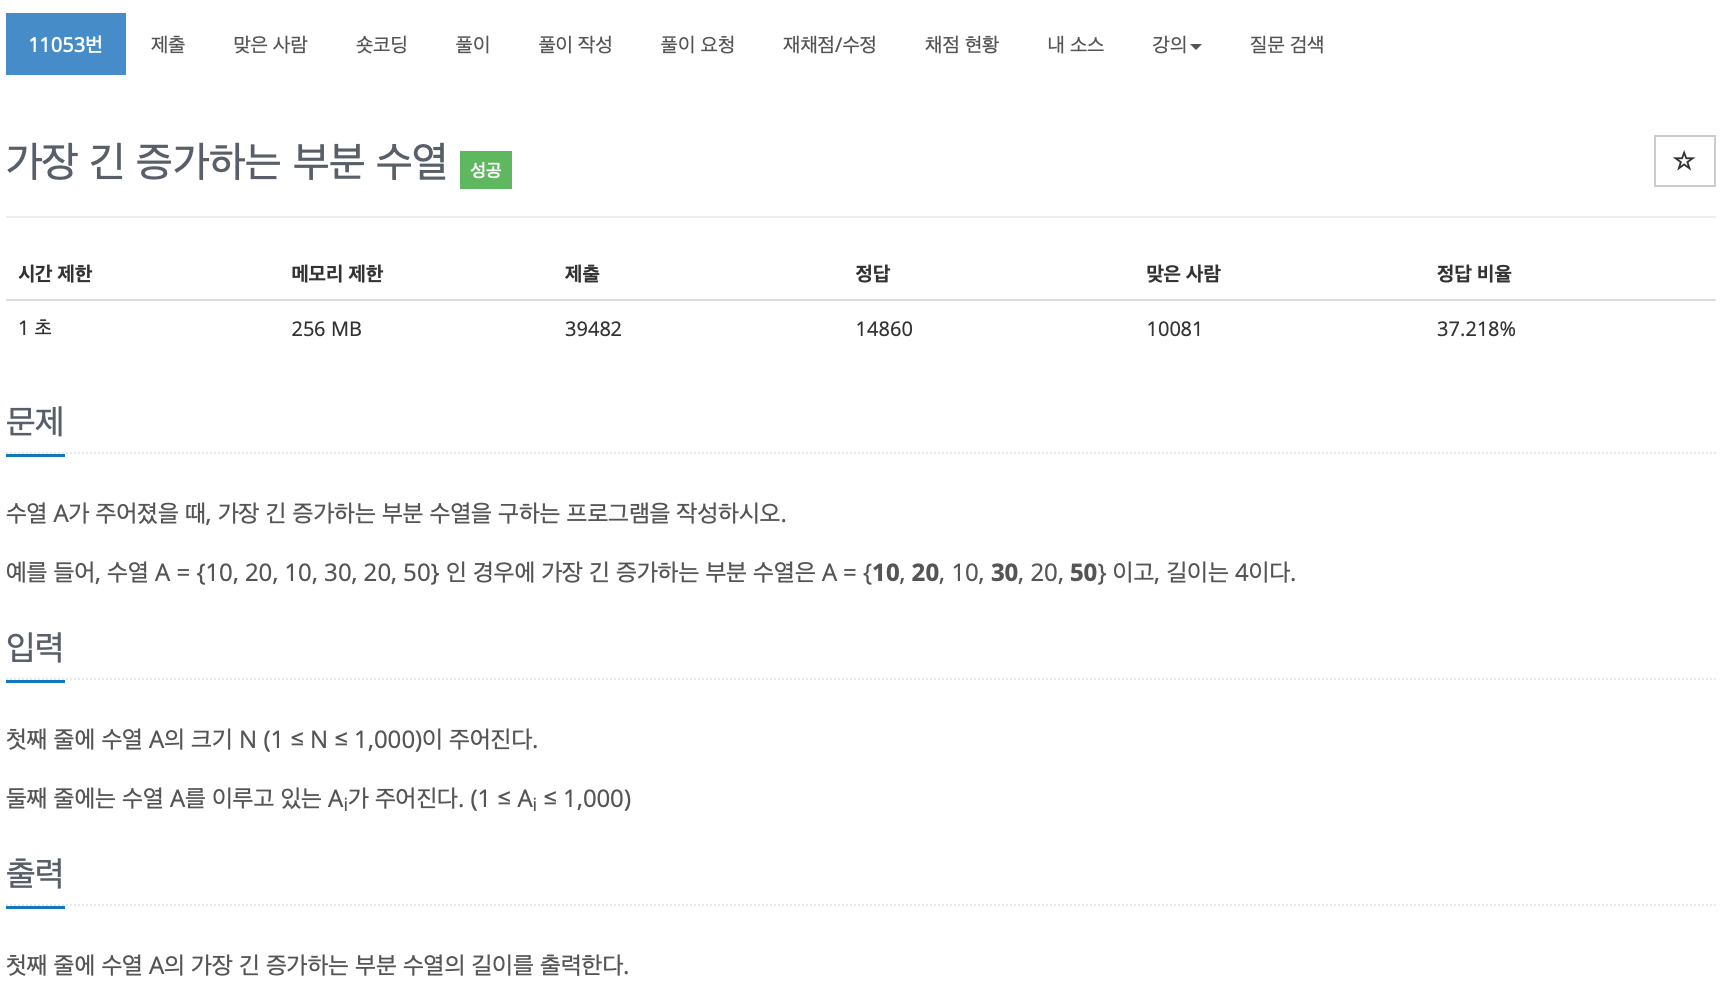 11053번 제출 맞은 사람 숏코딩 풀이 풀이 작성 풀이 요청 재채점/수정 채점 현황 내 소스 강의 질문 검색
가장 긴 증가하는 부분 수열 성공
시간 제한 메모리 제한 제출 정답 맞은 사람 정답 비율
1 초 256 MB 39482 14860 10081 37.218%
문제
수열 A가 주어졌을 때, 가장 긴 증가하는 부분 수열을 구하는 프로그램을 작성하시오.
예를 들어, 수열 A = {10, 20, 10, 30, 20, 50} 인 경우에 가장 긴 증가하는 부분 수열은 A = {10, 20, 10, 30, 20, 50} 이고, 길이는 4이다.
입력
첫째 줄에 수열 A의 크기 N (1 ≤ N ≤ 1,000)이 주어진다.
둘째 줄에는 수열 A를 이루고 있는 Ai가 주어진다. (1 ≤ Ai ≤ 1,000)
출력
첫째 줄에 수열 A의 가장 긴 증가하는 부분 수열의 길이를 출력한다.